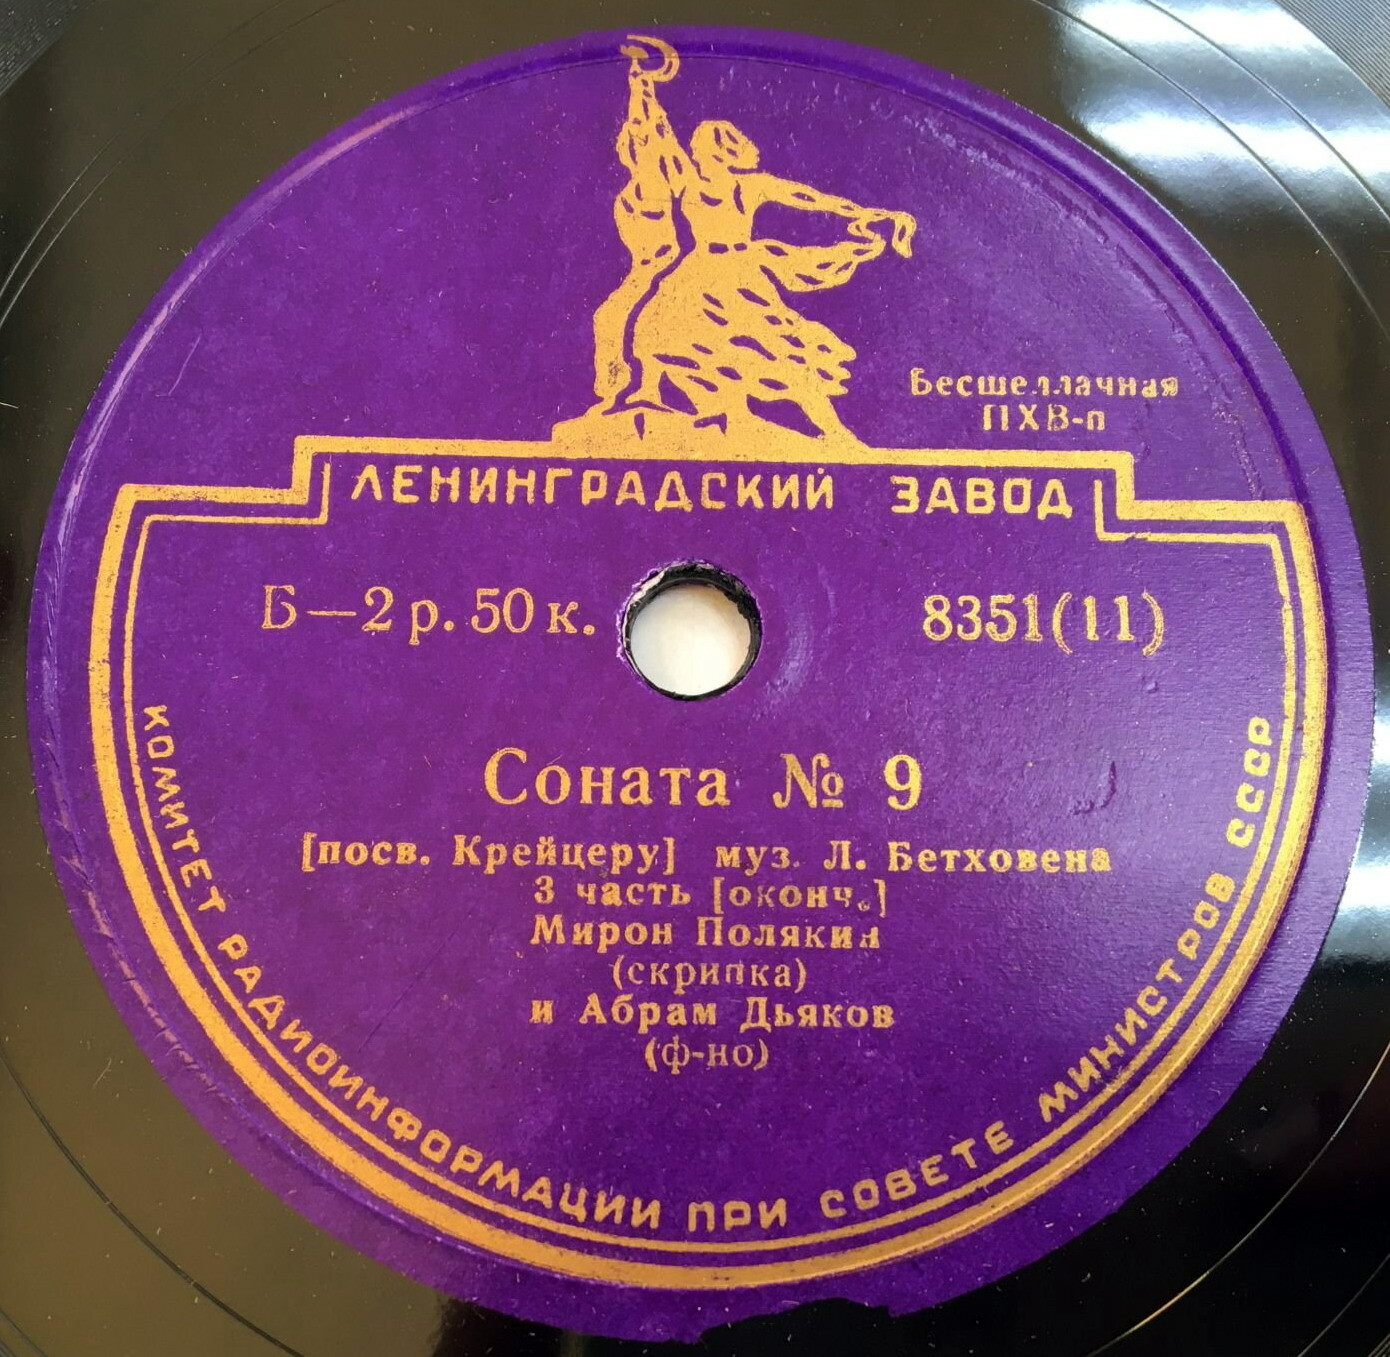 Бесшеллачная
ПХВ-п
ЛЕНИНГРАДСКИЙ ЗАВОД
Б—2 р. 50 к.
8351(11)
Соната № 9
[посв. Крейцеру] муз. Л. Бетховена
3 часть [оконч.]
Мирон Полякин
(скрипка)
и Абрам Дьяков
(ф-но)
КОМИТЕТ РАДИОИНФОРМАЦИИ ПРИ СОВЕТЕ МИНИСТРОВ СССР